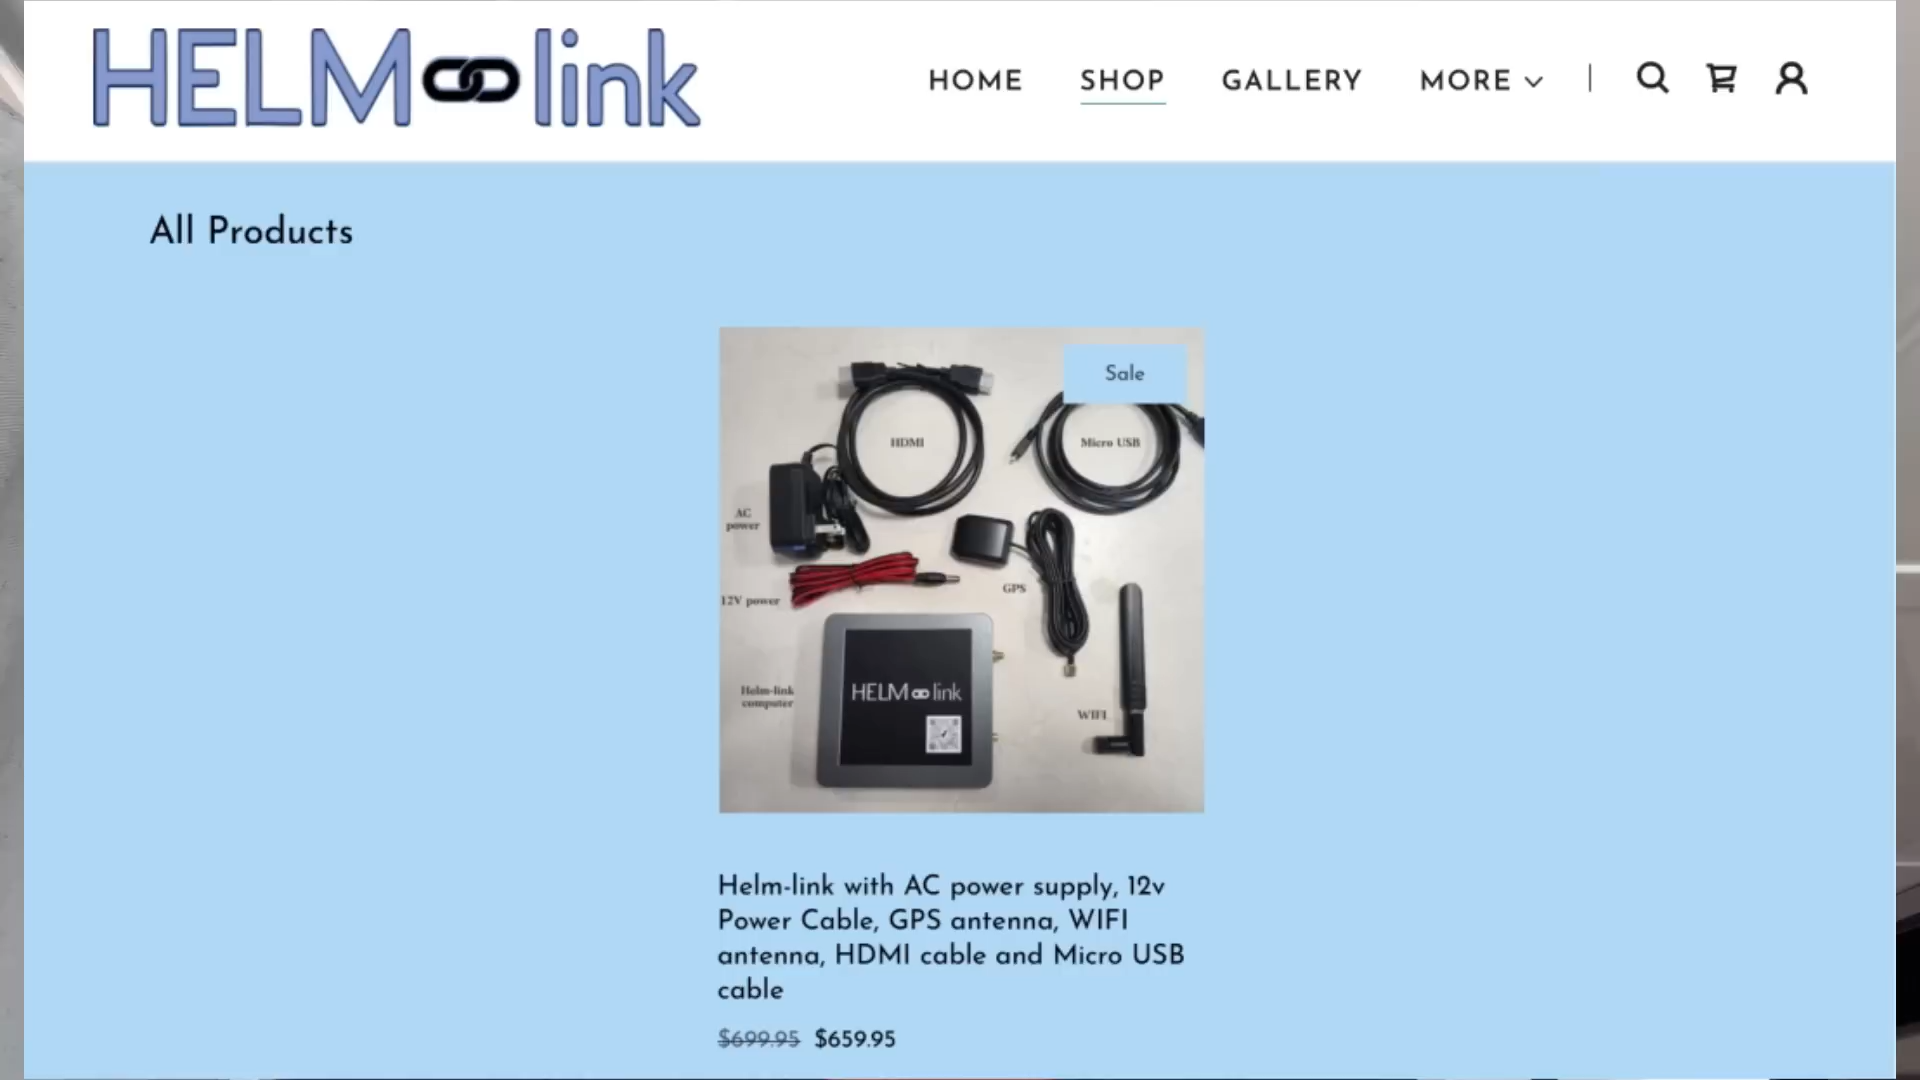 HELM link
HOME
SHOP
GALLERY
MORE
All Products
Sale
HDMI
Micro USB
AC
power
12V power
GPS
Helm-link
computer
HELM link
WIFI
Helm-link with AC power supply, 12v
Power Cable, GPS antenna, WIFI
antenna, HDMI cable and Micro USB
cable
$699.95 $659.95